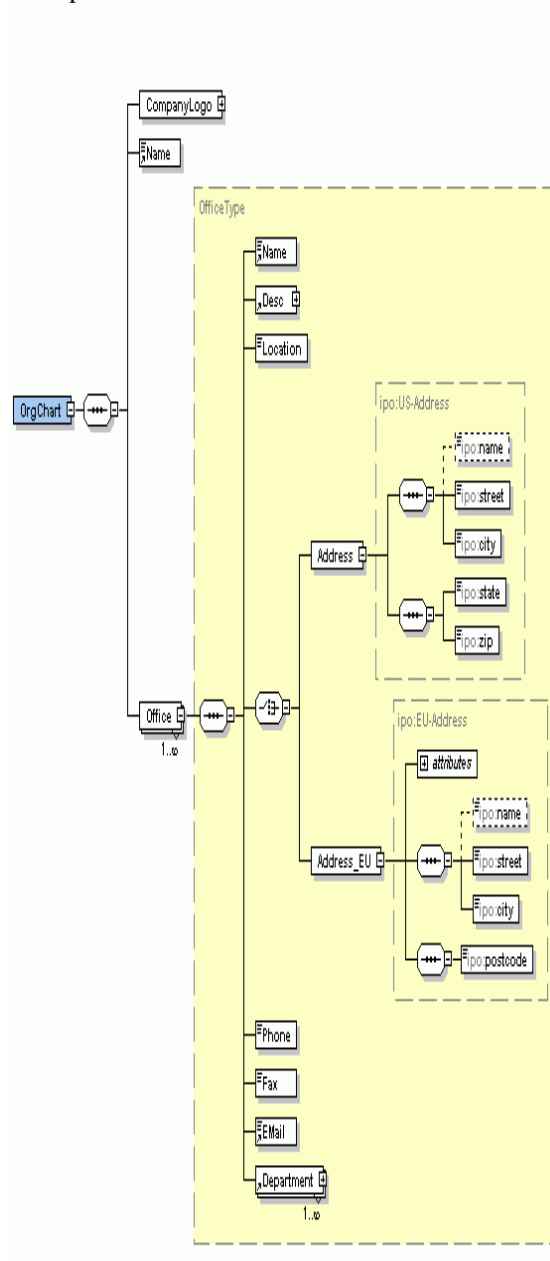 CompanyLogo
Name
OfficeType
Name
Desc
Location
OrgChart
ipo:US-Address
ipo:name
ipo:street
Address
ipo:city
ipo:state
ipo:zip
Office
1..∞
ipo:EU-Address
attributes
ipo:name
Address_EU
ipo:street
ipo:city
ipo:postcode
Phone
Fax
EMail
Department
1..∞